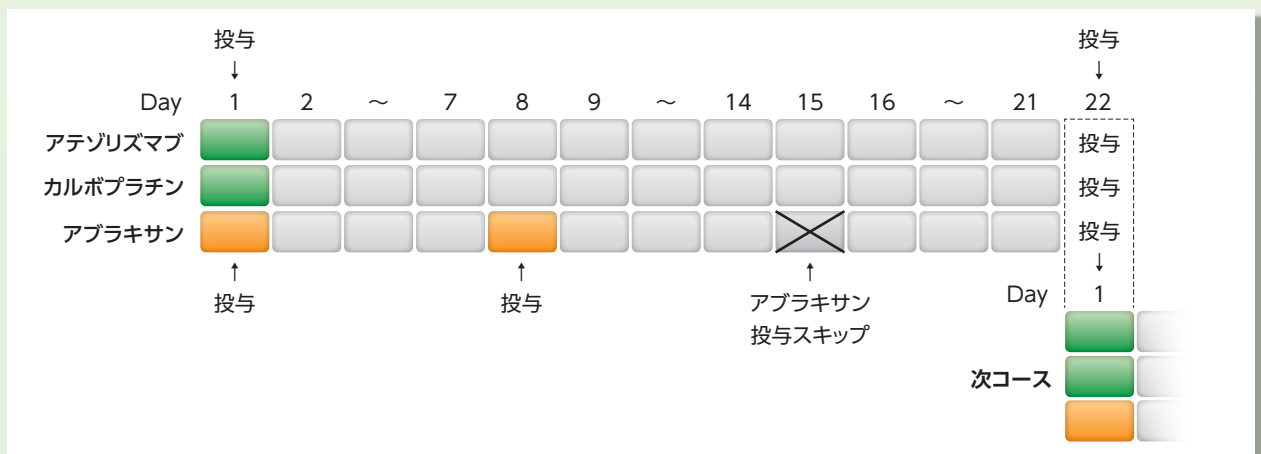 投与 投与
↓ ↓
Day 1 2 ～ 7 8 9 ～ 14 15 16 ～ 21 22
アテゾリズマブ 投与
カルボプラチン 投与
アブラキサン 投与
↑ ↑ ↑ ↓
投与 投与 アブラキサン Day 1
投与スキップ
次コース